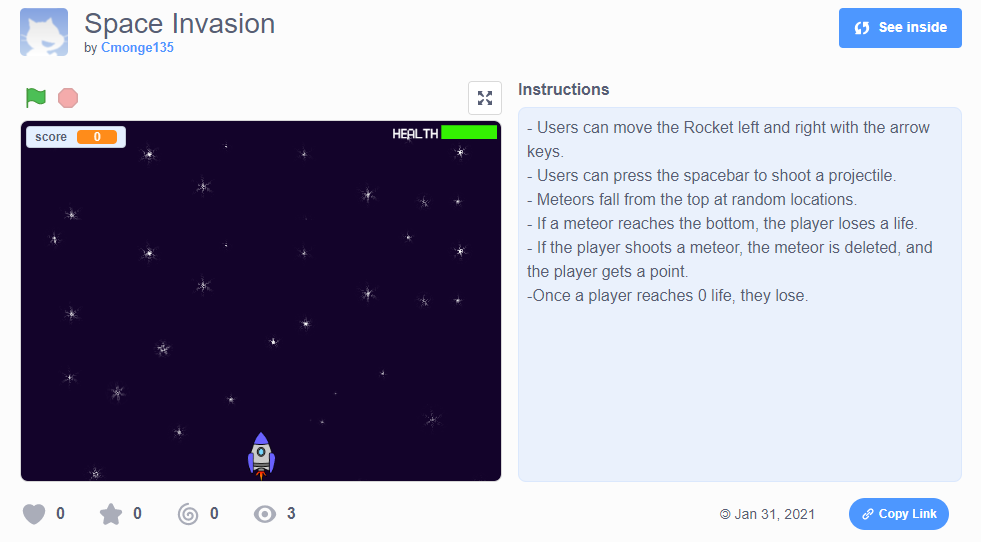 Space Invasion
by Cmonge135
See inside
Instructions
score 0
HEALTH
- Users can move the Rocket left and right with the arrow
keys.
- Users can press the spacebar to shoot a projectile.
- Meteors fall from the top at random locations.
- If a meteor reaches the bottom, the player loses a life.
- If the player shoots a meteor, the meteor is deleted, and
the player gets a point.
-Once a player reaches 0 life, they lose.
0 0 0 3
© Jan 31, 2021
Copy Link